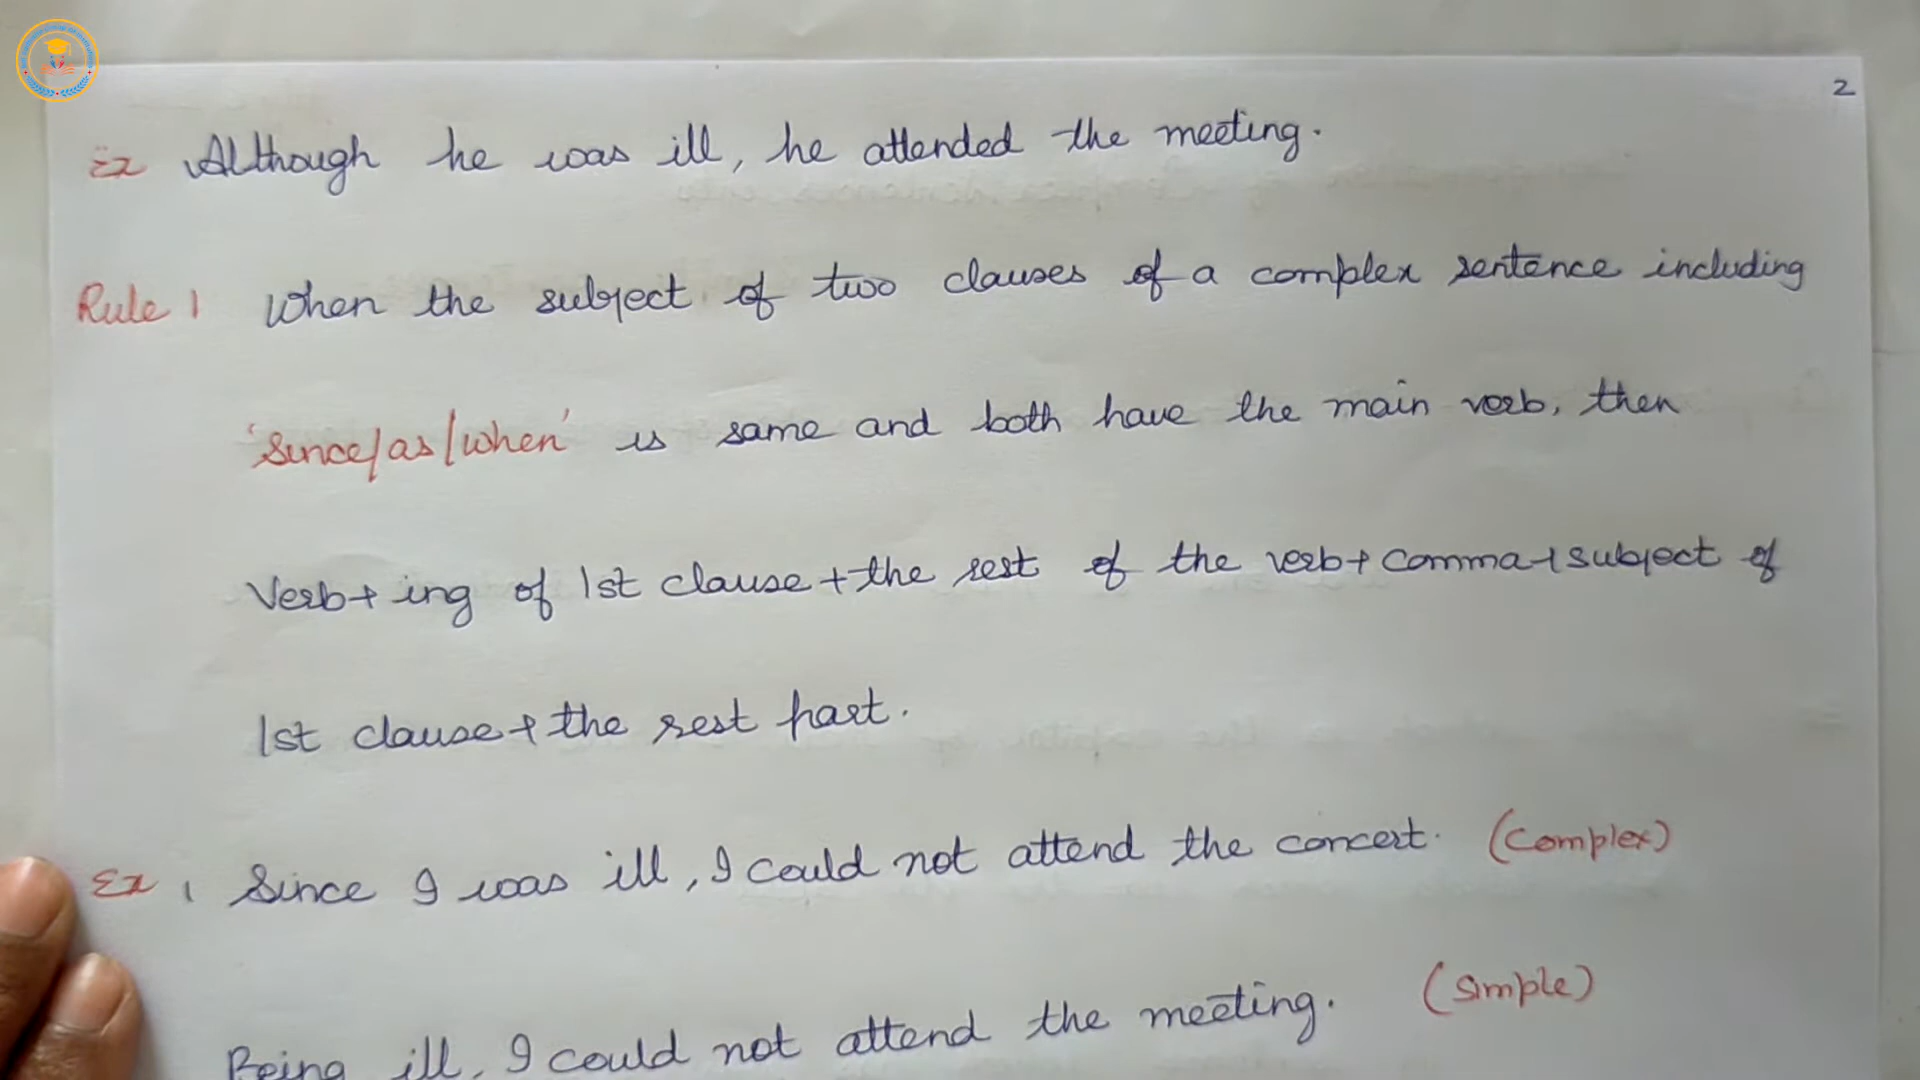 2
Ex Although he was ill, he attended the meeting.
Rule 1 When the subject of two clauses of a complex sentence including
'Since/as/when' is same and both have the main verb, then
Verb+ing of 1st clause+the rest of the verb+comma+subject of
1st clause+the rest part.
Ex 1 Since I was ill, I could not attend the concert. (Complex)
Being ill, I could not attend the meeting. (Simple)